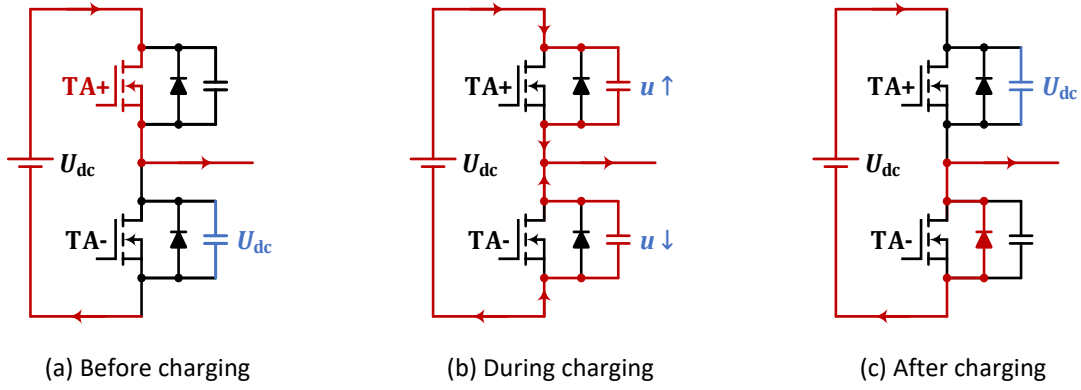 TA+
U_dc
TA-
U_dc
(a) Before charging
TA+
u ↑
U_dc
TA-
u ↓
(b) During charging
TA+
U_dc
U_dc
TA-
(c) After charging